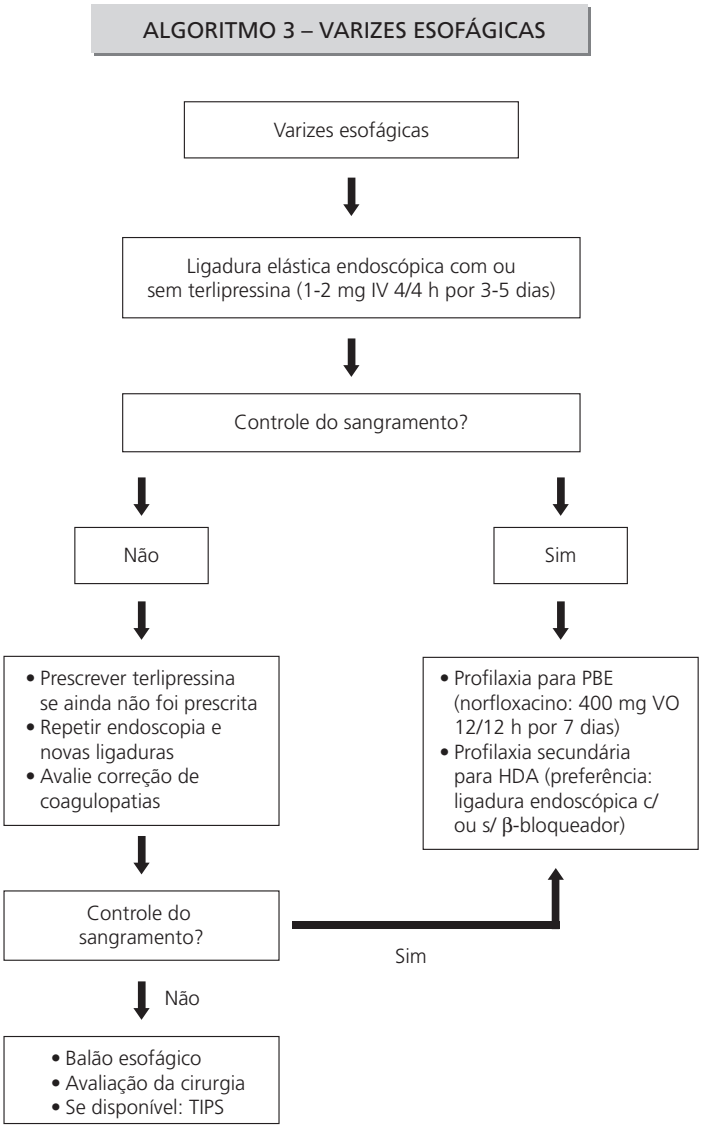 ALGORITMO 3 – VARIZES ESOFÁGICAS
Varizes esofágicas
Ligadura elástica endoscópica com ou
sem terlipressina (1-2 mg IV 4/4 h por 3-5 dias)
Controle do sangramento?
Não
Sim
• Prescrever terlipressina
se ainda não foi prescrita
• Repetir endoscopia e
novas ligaduras
• Avalie correção de
coagulopatias
• Profilaxia para PBE
(norfloxacino: 400 mg VO
12/12 h por 7 dias)
• Profilaxia secundária
para HDA (preferência:
ligadura endoscópica c/
ou s/ β-bloqueador)
Controle do
sangramento?
Sim
Não
• Balão esofágico
• Avaliação da cirurgia
• Se disponível: TIPS